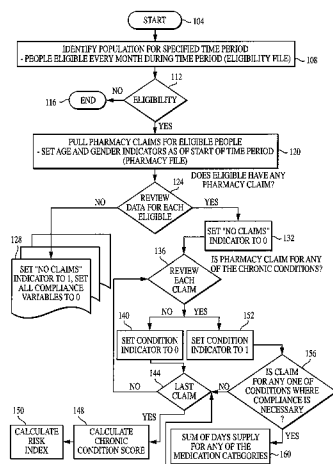 START
104
IDENTIFY POPULATION FOR SPECIFIED TIME PERIOD
- PEOPLE ELIGIBLE EVERY MONTH DURING TIME PERIOD (ELIGIBILITY FILE)
108
112
NO
116
END
ELIGIBILITY
YES
PULL PHARMACY CLAIMS FOR ELIGIBLE PEOPLE
- SET AGE AND GENDER INDICATORS AS OF START OF TIME PERIOD
(PHARMACY FILE)
120
DOES ELIGIBLE HAVE ANY
PHARMACY CLAIM?
124
REVIEW
DATA FOR EACH
ELIGIBLE
NO
YES
128
SET "NO CLAIMS"
INDICATOR TO 0
132
SET "NO CLAIMS"
INDICATOR TO 1, SET
ALL COMPLIANCE
VARIABLES TO 0
136
IS PHARMACY CLAIM FOR ANY
OF THE CHRONIC CONDITIONS?
REVIEW
EACH
CLAIM
NO
YES
140
152
SET CONDITION
INDICATOR TO 0
SET CONDITION
INDICATOR TO 1
156
144
NO
LAST
CLAIM
NO
IS CLAIM
FOR ANY ONE OF
CONDITIONS WHERE
COMPLIANCE IS
NECESSARY
?
150
148
YES
YES
CALCULATE
RISK
INDEX
CALCULATE
CHRONIC
CONDITION SCORE
SUM OF DAYS SUPPLY
FOR ANY OF THE
MEDICATION CATEGORIES
160